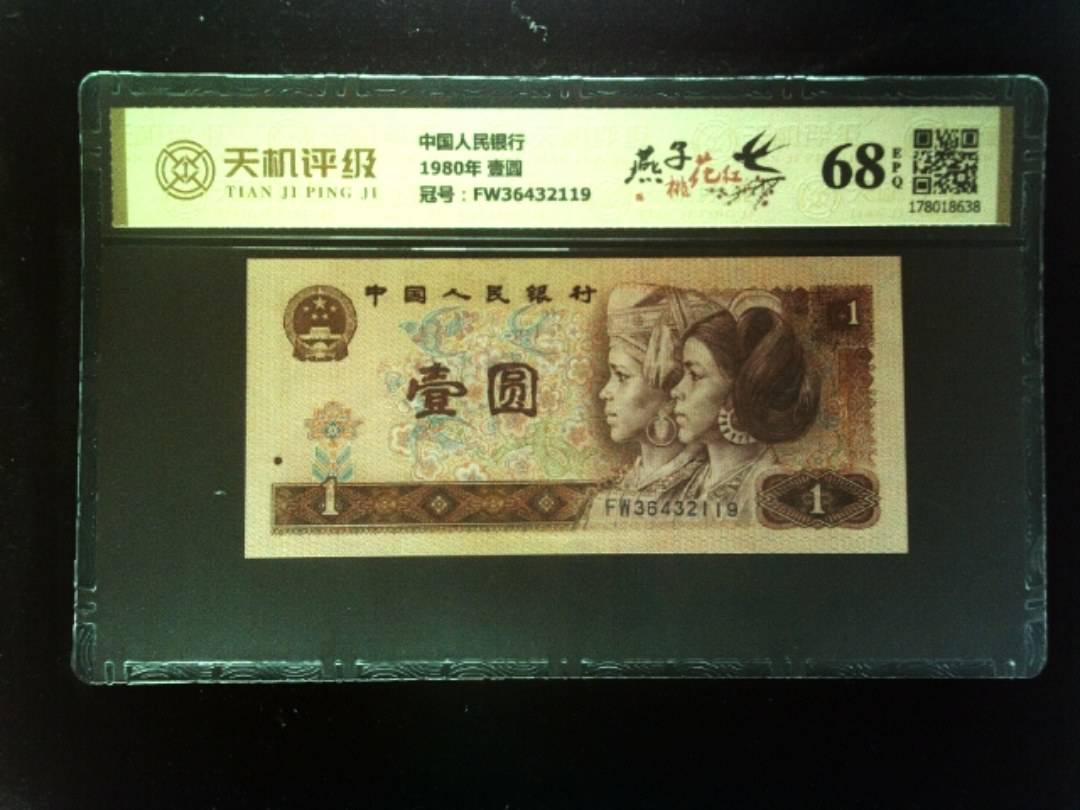 天机评级
TIAN JI PING JI
中国人民银行
1980年 壹圆
冠号：FW36432119
燕子
桃花红
68
EPQ
178018638
中国人民银行
1
壹圆
1
FW36432119
1